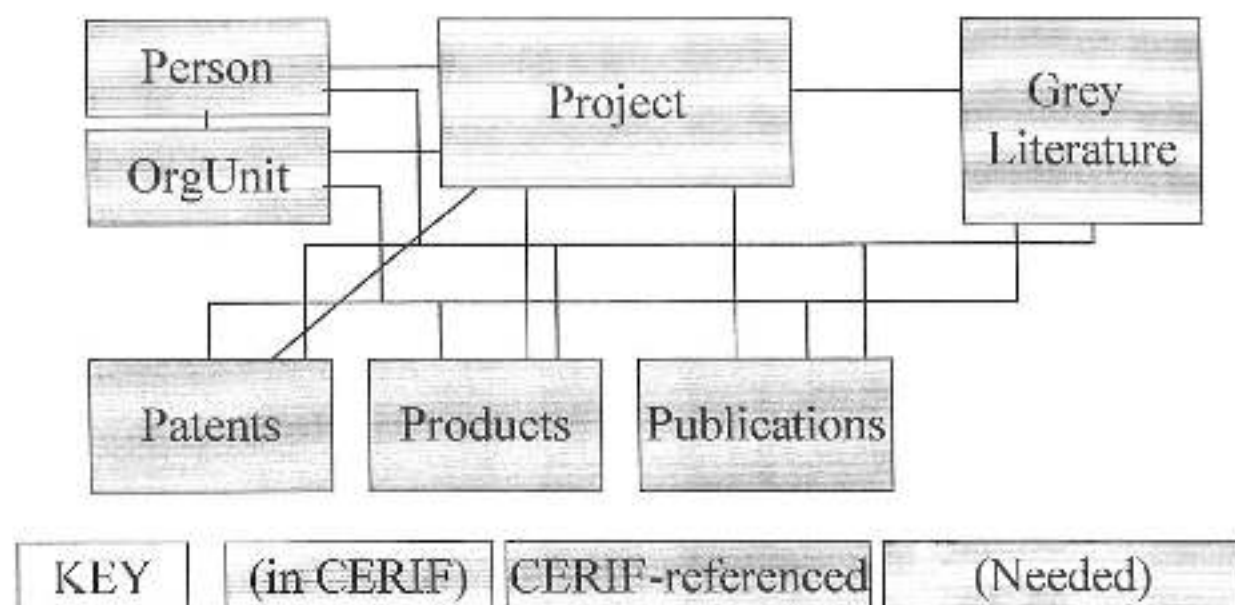 Person
Project
Grey
Literature
OrgUnit
Patents
Products
Publications
KEY
(in CERIF)
CERIF-referenced
(Needed)